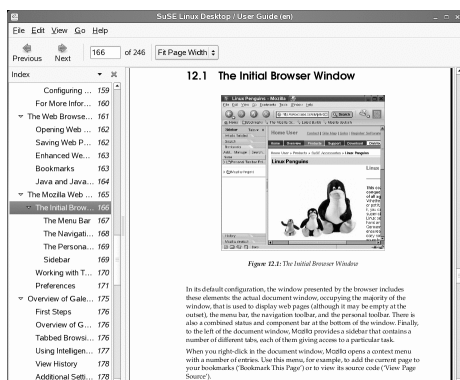 SuSE Linux Desktop / User Guide (en)
File Edit View Go Help
Previous Next 166 of 246 Fit Page Width
Index
Configuring ... 159
For More Infor... 160
The Web Browse... 161
Opening Web ... 162
Saving Web P... 162
Enhanced We... 163
Bookmarks 163
Java and Java... 164
The Mozilla Web ... 165
The Initial Brow... 166
The Menu Bar 167
The Navigati... 168
The Persona... 169
Sidebar 169
Working with T... 170
Preferences 171
Overview of Gale... 175
First Steps 176
Overview of G... 176
Tabbed Browsi... 176
Using Intelligen... 177
View History 178
Additional Setti... 178
12.1 The Initial Browser Window
Linux Penguins - Mozilla
Home User
Linux Penguins
Figure 12.1: The Initial Browser Window
In its default configuration, the window presented by the browser includes
these elements: the actual document window, occupying the majority of the
window, that is used to display web pages (although it may be empty at the
outset), the menu bar, the navigation toolbar, and the personal toolbar. There is
also a combined status and component bar at the bottom of the window. Finally,
to the left of the document window, Mozilla provides a sidebar that contains a
number of different tabs, each of them giving access to a particular task.
When you right-click in the document window, Mozilla opens a context menu
with a number of entries. Use this menu, for example, to add the current page to
your bookmarks ('Bookmark This Page') or to view its source code ('View Page
Source').